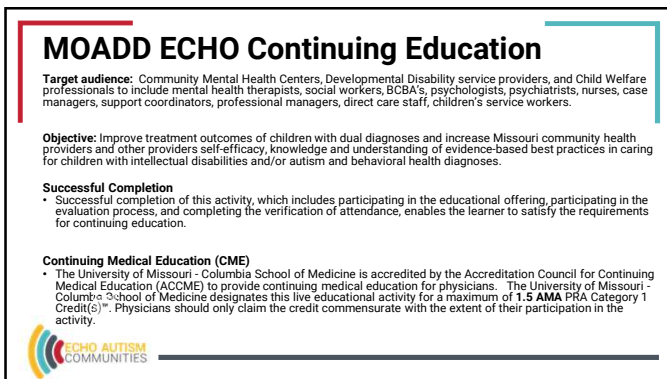 MOADD ECHO Continuing Education
Target audience: Community Mental Health Centers, Developmental Disability service providers, and Child Welfare
professionals to include mental health therapists, social workers, BCBA's, psychologists, psychiatrists, nurses, case
managers, support coordinators, professional managers, direct care staff, children's service workers.
Objective: Improve treatment outcomes of children with dual diagnoses and increase Missouri community health
providers and other providers self-efficacy, knowledge and understanding of evidence-based best practices in caring
for children with intellectual disabilities and/or autism and behavioral health diagnoses.
Successful Completion
• Successful completion of this activity, which includes participating in the educational offering, participating in the
evaluation process, and completing the verification of attendance, enables the learner to satisfy the requirements
for continuing education.
Continuing Medical Education (CME)
• The University of Missouri - Columbia School of Medicine is accredited by the Accreditation Council for Continuing
Medical Education (ACCME) to provide continuing medical education for physicians. The University of Missouri -
Columbia School of Medicine designates this live educational activity for a maximum of 1.5 AMA PRA Category 1
Credit(s)™. Physicians should only claim the credit commensurate with the extent of their participation in the
activity.
ECHO AUTISM
COMMUNITIES